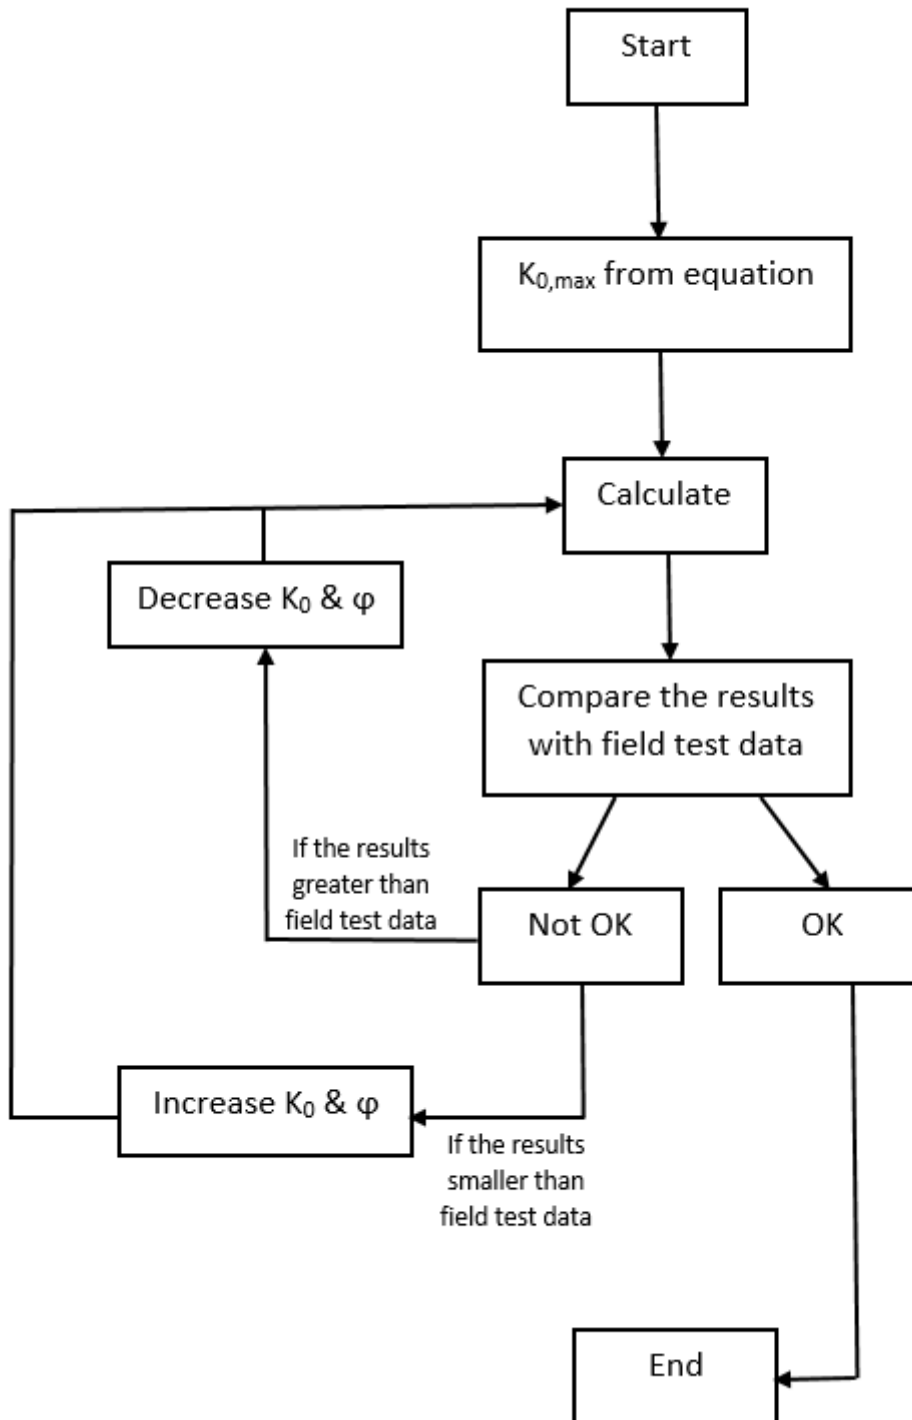 Start
K₀,max from equation
Calculate
Decrease K₀ & φ
Compare the results
with field test data
If the results
greater than
field test data
Not OK
OK
Increase K₀ & φ
If the results
smaller than
field test data
End